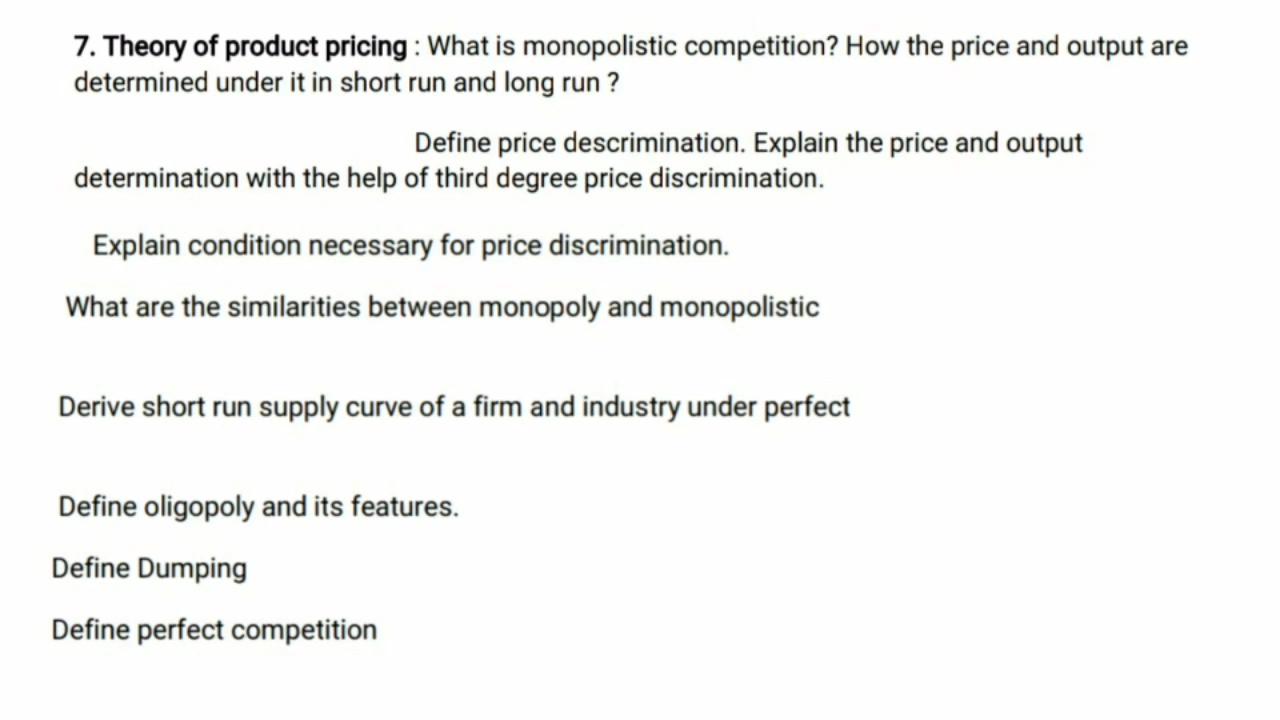 7. Theory of product pricing : What is monopolistic competition? How the price and output are
determined under it in short run and long run ?
Define price descrimination. Explain the price and output
determination with the help of third degree price discrimination.
Explain condition necessary for price discrimination.
What are the similarities between monopoly and monopolistic
Derive short run supply curve of a firm and industry under perfect
Define oligopoly and its features.
Define Dumping
Define perfect competition